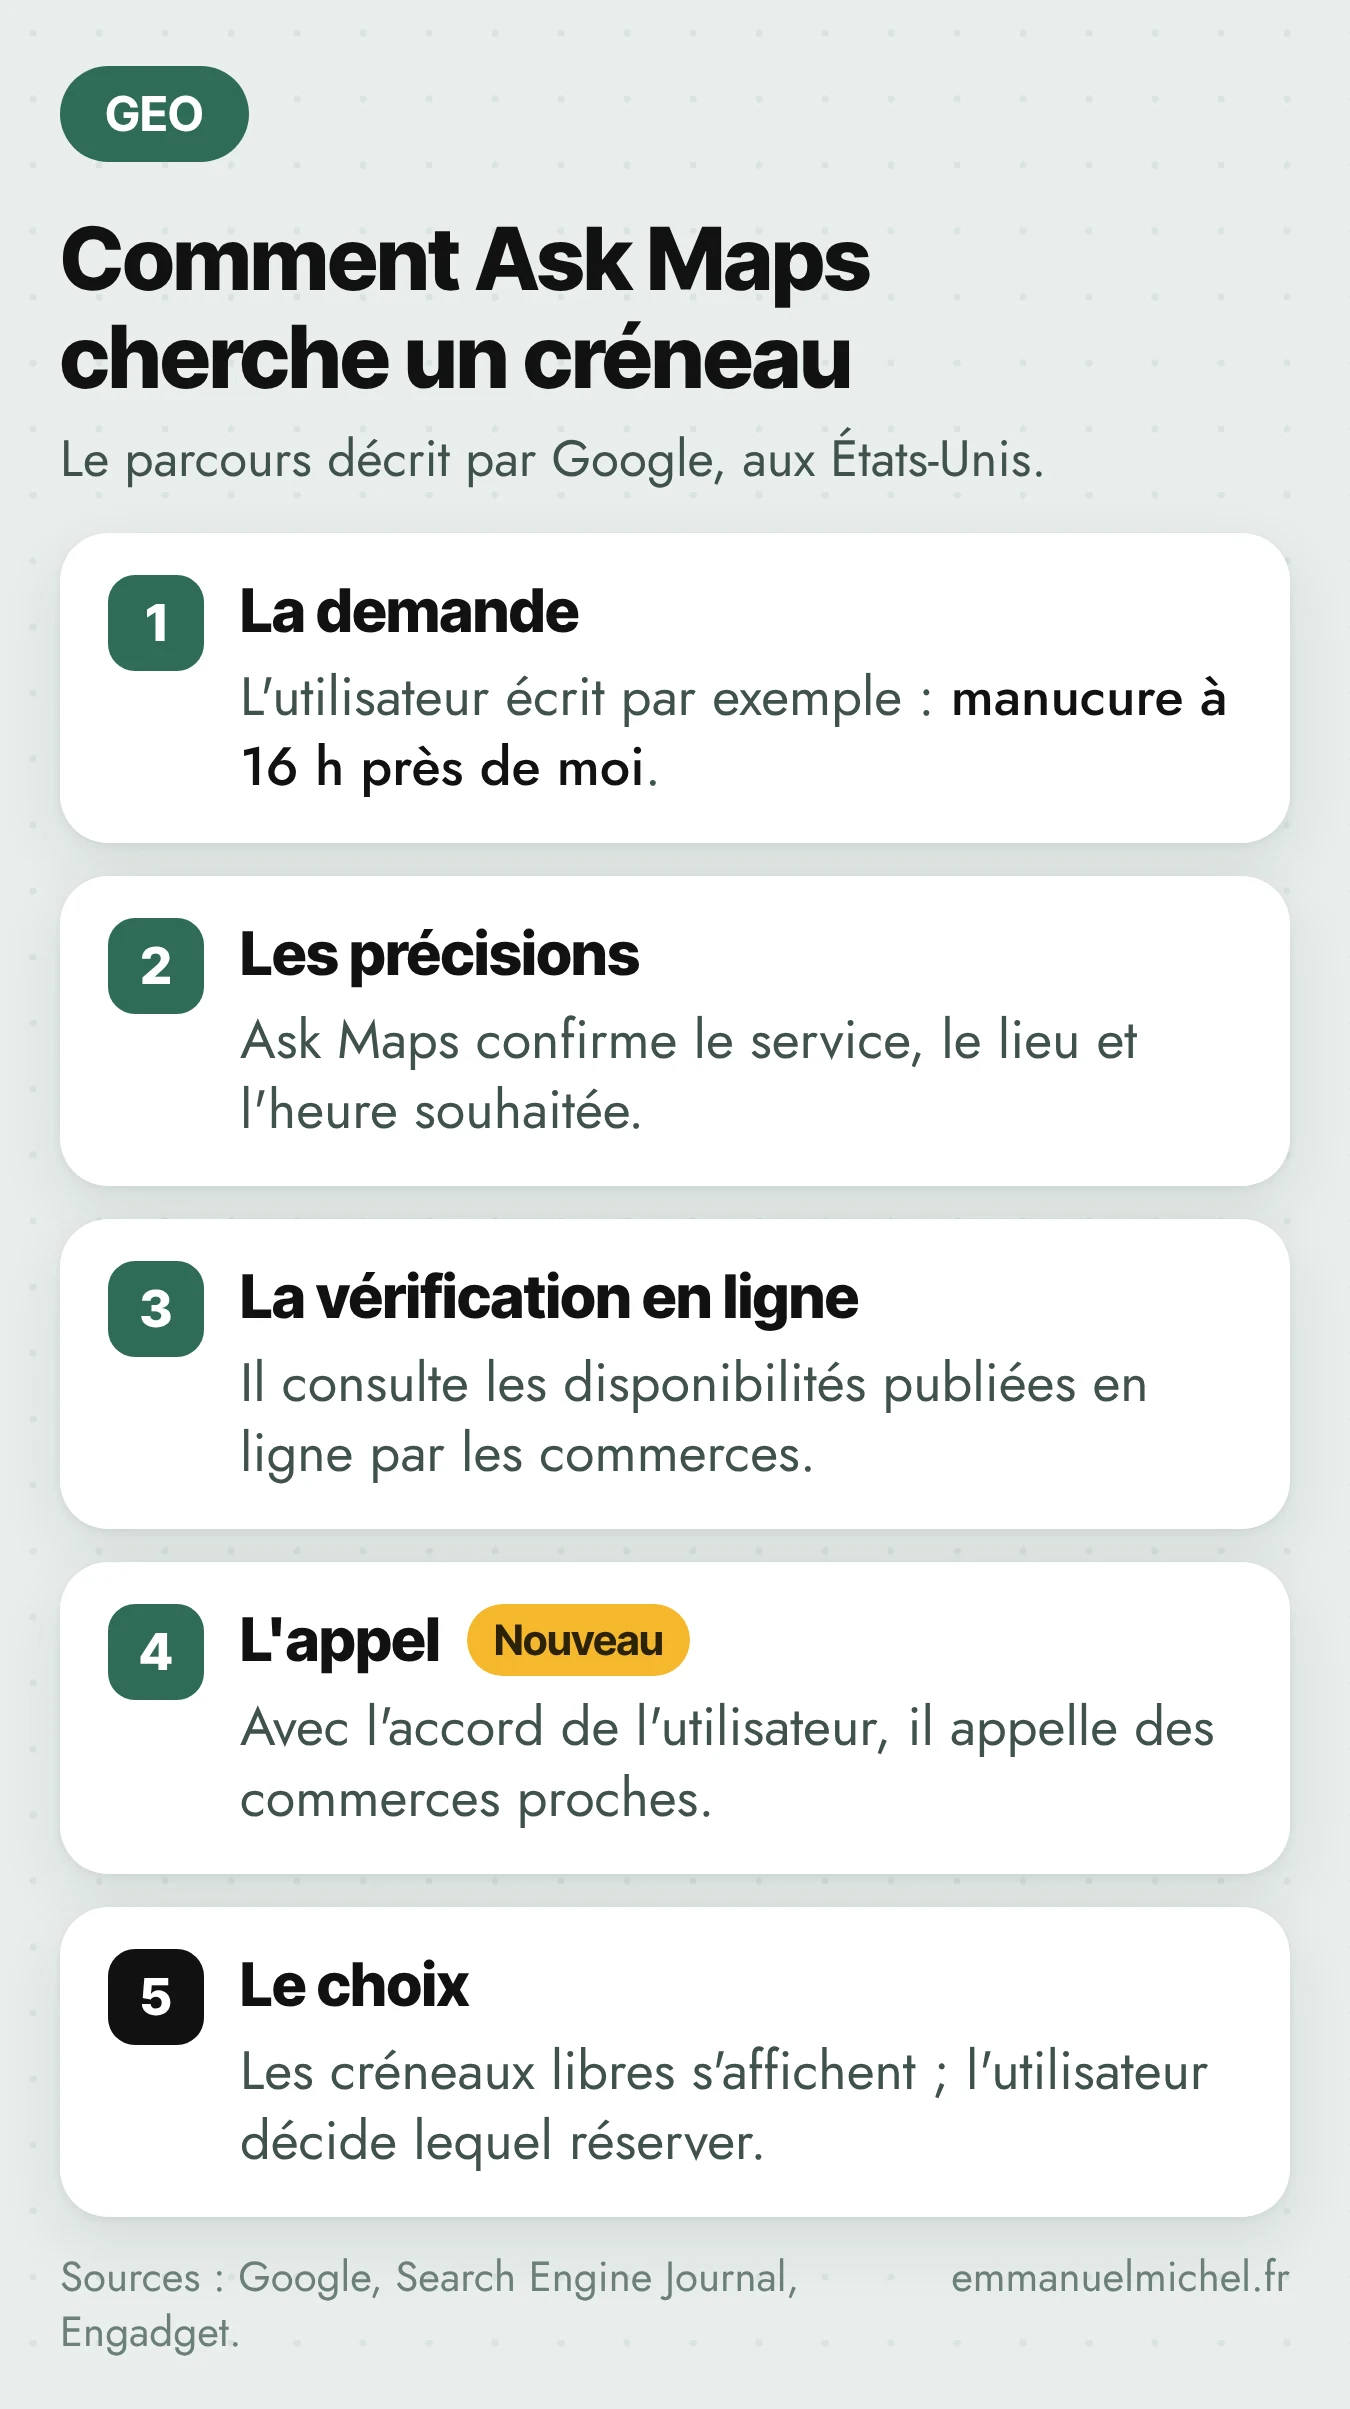 GEO
Comment Ask Maps
cherche un créneau
Le parcours décrit par Google, aux États-Unis.
1
La demande
L'utilisateur écrit par exemple : manucure à
16 h près de moi.
2
Les précisions
Ask Maps confirme le service, le lieu et
l'heure souhaitée.
3
La vérification en ligne
Il consulte les disponibilités publiées en
ligne par les commerces.
4
L'appel Nouveau
Avec l'accord de l'utilisateur, il appelle des
commerces proches.
5
Le choix
Les créneaux libres s'affichent ; l'utilisateur
décide lequel réserver.
Sources : Google, Search Engine Journal,
Engadget.
emmanuelmichel.fr